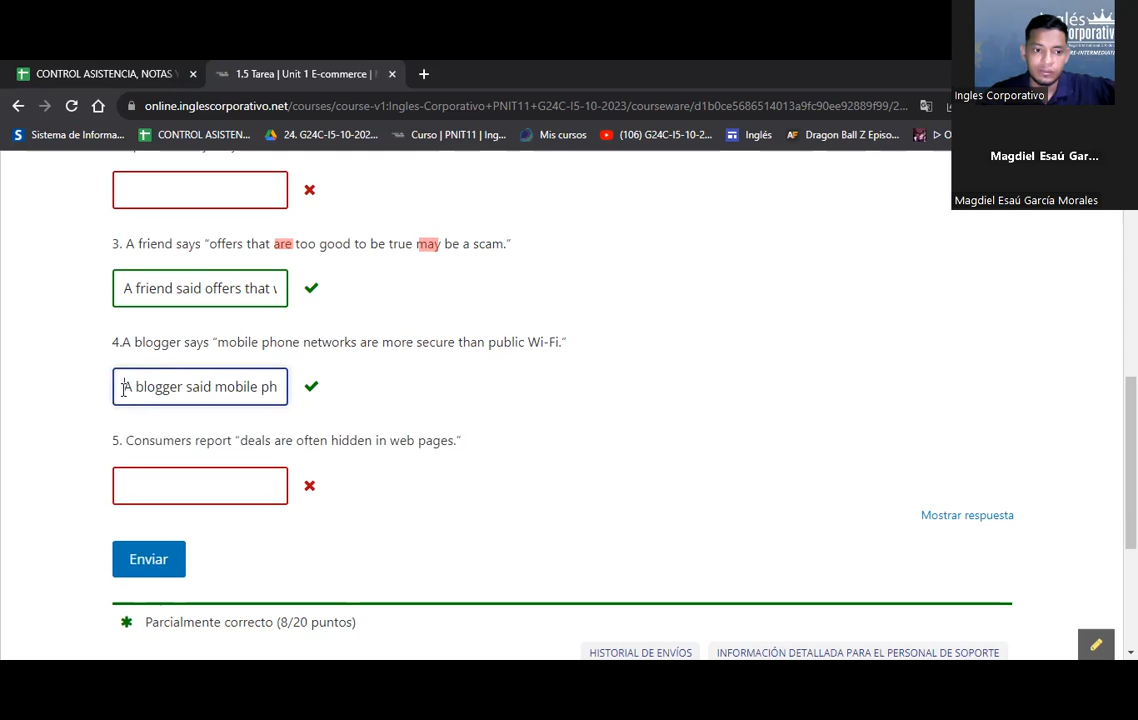 CONTROL ASISTENCIA, NOTAS
1.5 Tarea | Unit 1 E-commerce |
online.inglescorporativo.net/courses/course-v1:Ingles-Corporativo+PNIT11+G24C-I5-10-2023/courseware/d1b0ce5686514013a9fc90ee92889f99/2...
Sistema de Informa...
CONTROL ASISTEN...
24. G24C-I5-10-202...
Curso | PNIT11 | Ing...
Mis cursos
(106) G24C-I5-10-2...
Inglés
Dragon Ball Z Episo...
Ingles Corporativo
Magdiel Esaú Gar...
Magdiel Esaú García Morales
3. A friend says “offers that are too good to be true may be a scam.”
A friend said offers that
4.A blogger says “mobile phone networks are more secure than public Wi-Fi.”
A blogger said mobile ph
5. Consumers report “deals are often hidden in web pages.”
Mostrar respuesta
Enviar
Parcialmente correcto (8/20 puntos)
HISTORIAL DE ENVÍOS
INFORMACIÓN DETALLADA PARA EL PERSONAL DE SOPORTE